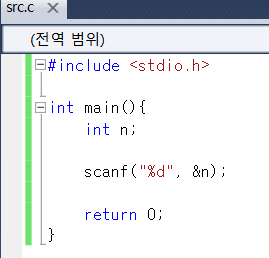 src.c
(전역 범위)
#include <stdio.h>
int main(){
int n;
scanf("%d", &n);
return 0;
}